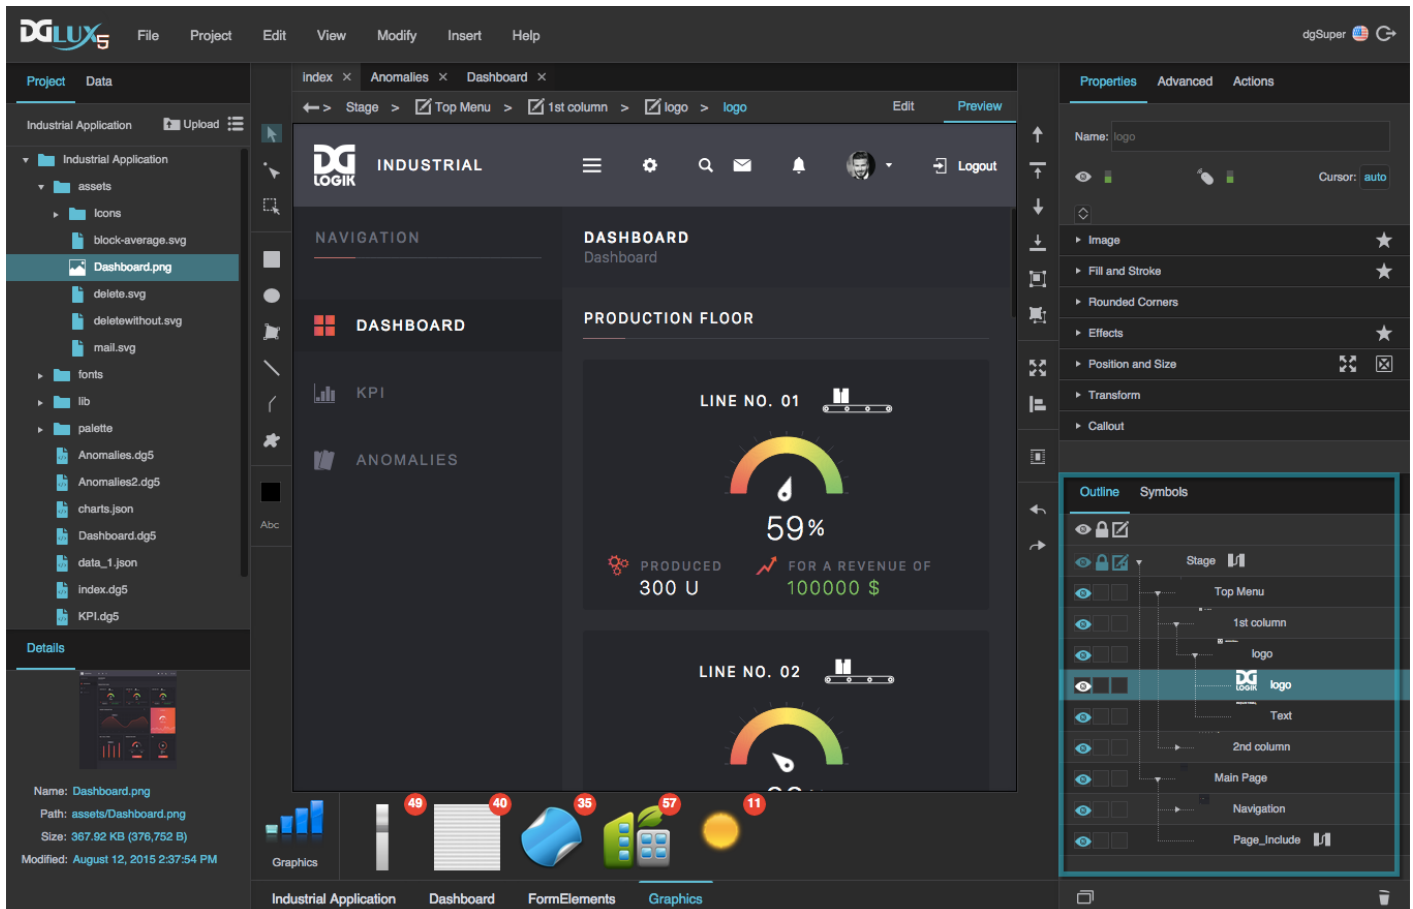 DGLUX5 File Project Edit View Modify Insert Help dgSuper
Project Data
Industrial Application Upload
Industrial Application
assets
Icons
block-average.svg
Dashboard.png
delete.svg
deletewithout.svg
mail.svg
fonts
lib
palette
Anomalies.dg5
Anomalies2.dg5
charts.json
Dashboard.dg5
data_1.json
index.dg5
KPI.dg5
Details
Name: Dashboard.png
Path: assets/Dashboard.png
Size: 367.92 KB (376,752 B)
Modified: August 12, 2015 2:37:54 PM
Abc
index × Anomalies × Dashboard ×
Stage > Top Menu > 1st column > logo > logo Edit Preview
DG LOGIK INDUSTRIAL Logout
NAVIGATION
DASHBOARD
KPI
ANOMALIES
DASHBOARD
Dashboard
PRODUCTION FLOOR
LINE NO. 01
59%
PRODUCED FOR A REVENUE OF
300 U 100000 $
LINE NO. 02
Graphics 49 40 35 57 11
Industrial Application Dashboard FormElements Graphics
Properties Advanced Actions
Name: logo
Cursor: auto
Image
Fill and Stroke
Rounded Corners
Effects
Position and Size
Transform
Callout
Outline Symbols
Stage
Top Menu
1st column
logo
DG LOGIK logo
Text
2nd column
Main Page
Navigation
Page_Include